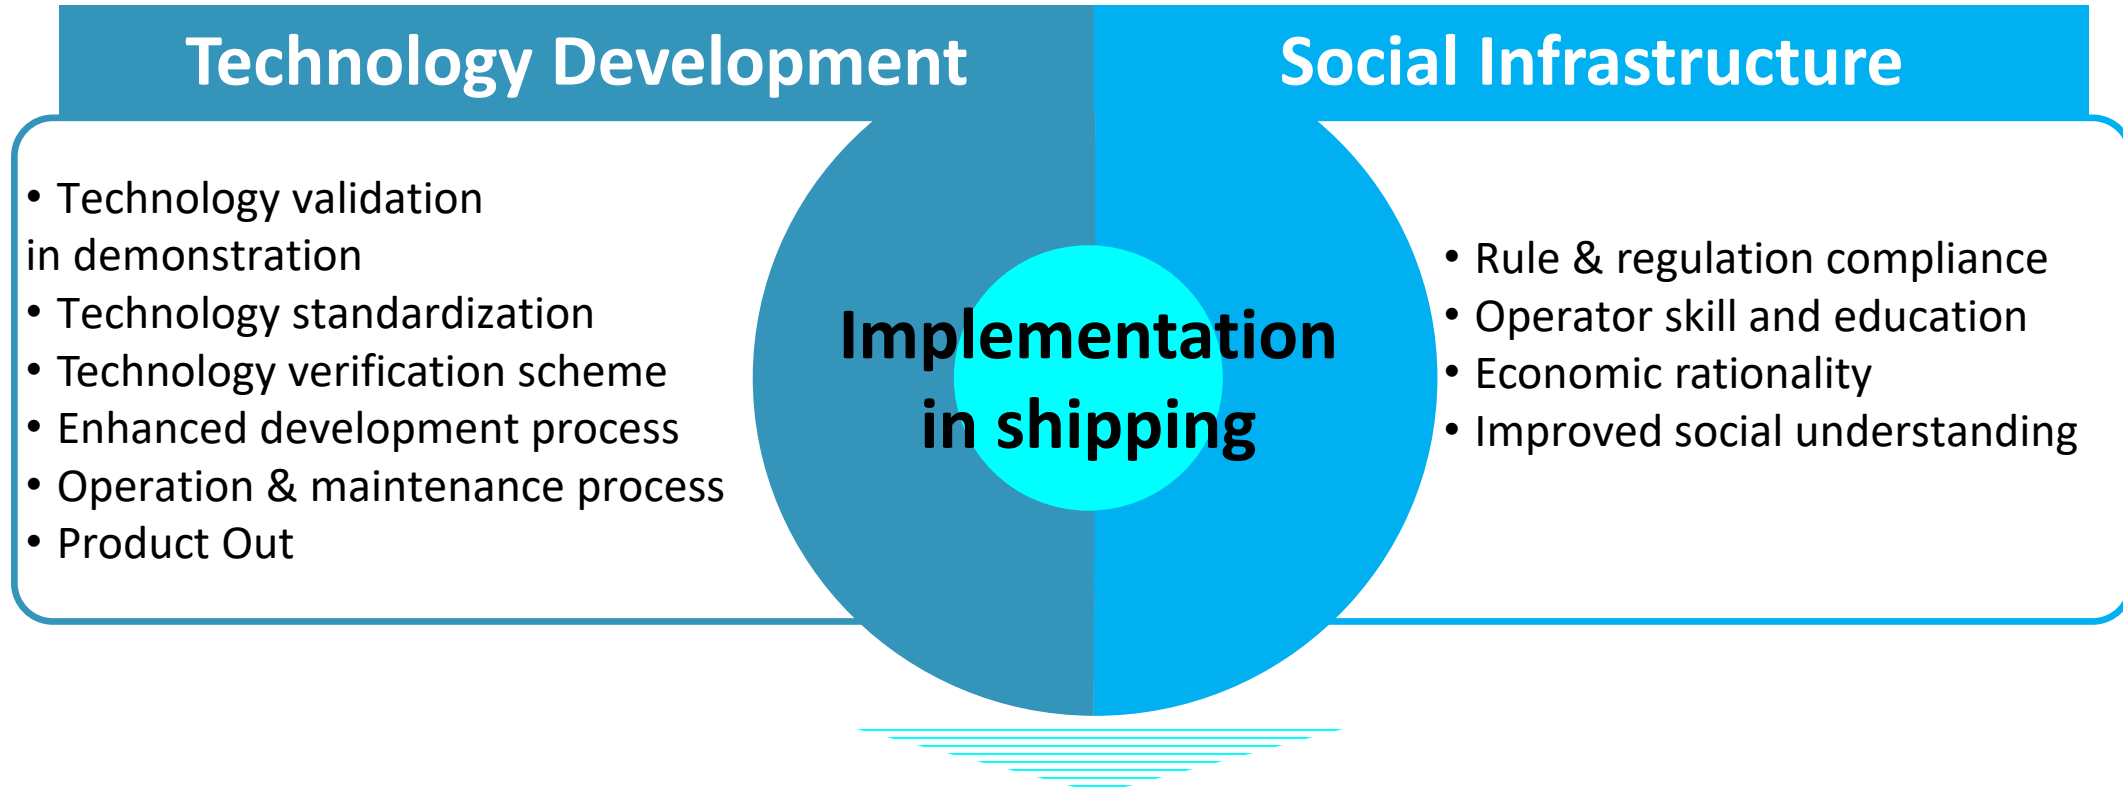 Technology Development
Social Infrastructure
• Technology validation
in demonstration
• Technology standardization
• Technology verification scheme
• Enhanced development process
• Operation & maintenance process
• Product Out
Implementation
in shipping
• Rule & regulation compliance
• Operator skill and education
• Economic rationality
• Improved social understanding